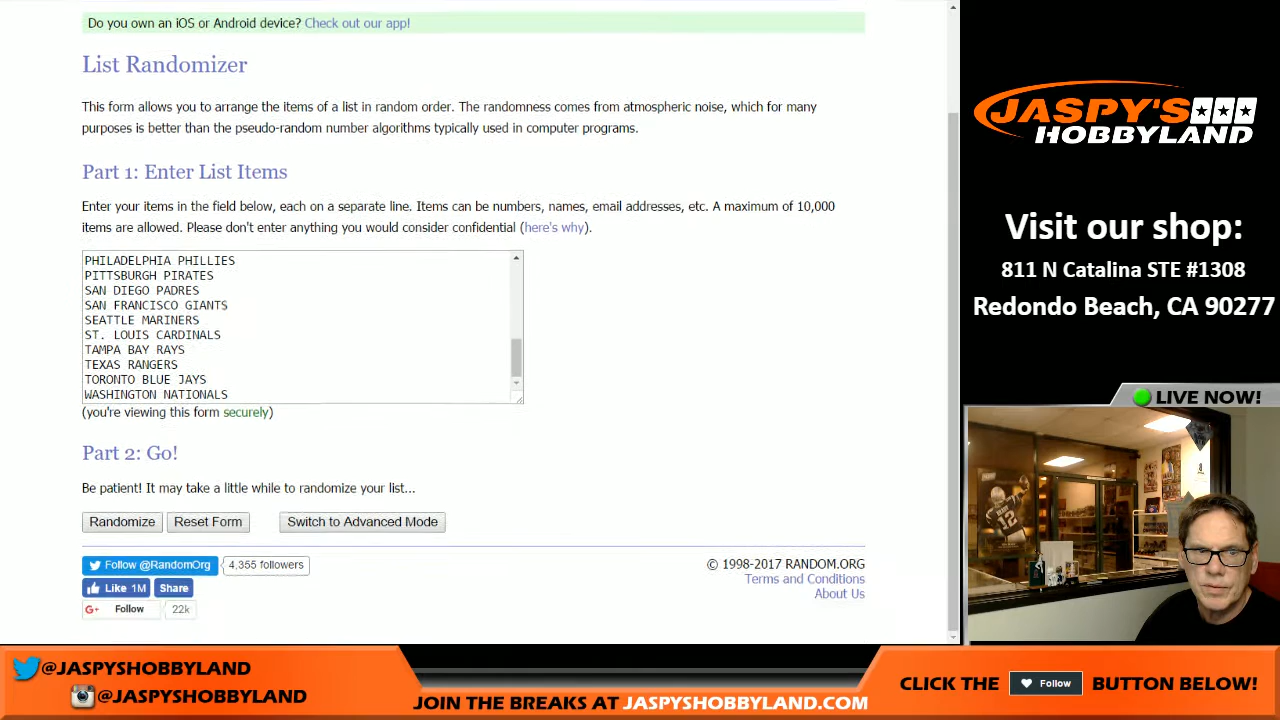 Do you own an iOS or Android device? Check out our app!
List Randomizer
This form allows you to arrange the items of a list in random order. The randomness comes from atmospheric noise, which for many
purposes is better than the pseudo-random number algorithms typically used in computer programs.
Part 1: Enter List Items
Enter your items in the field below, each on a separate line. Items can be numbers, names, email addresses, etc. A maximum of 10,000
items are allowed. Please don't enter anything you would consider confidential (here's why).
PHILADELPHIA PHILLIES
PITTSBURGH PIRATES
SAN DIEGO PADRES
SAN FRANCISCO GIANTS
SEATTLE MARINERS
ST. LOUIS CARDINALS
TAMPA BAY RAYS
TEXAS RANGERS
TORONTO BLUE JAYS
WASHINGTON NATIONALS
(you're viewing this form securely)
Part 2: Go!
Be patient! It may take a little while to randomize your list...
Randomize Reset Form Switch to Advanced Mode
Follow @RandomOrg 4,355 followers
Like 1M Share
G+ Follow 22k
© 1998-2017 RANDOM.ORG
Terms and Conditions
About Us
JASPY'S
HOBBYLAND
Visit our shop:
811 N Catalina STE #1308
Redondo Beach, CA 90277
LIVE NOW!
12
@JASPYSHOBBYLAND
@JASPYSHOBBYLAND
JOIN THE BREAKS AT JASPYSHOBBYLAND.COM
CLICK THE Follow BUTTON BELOW!